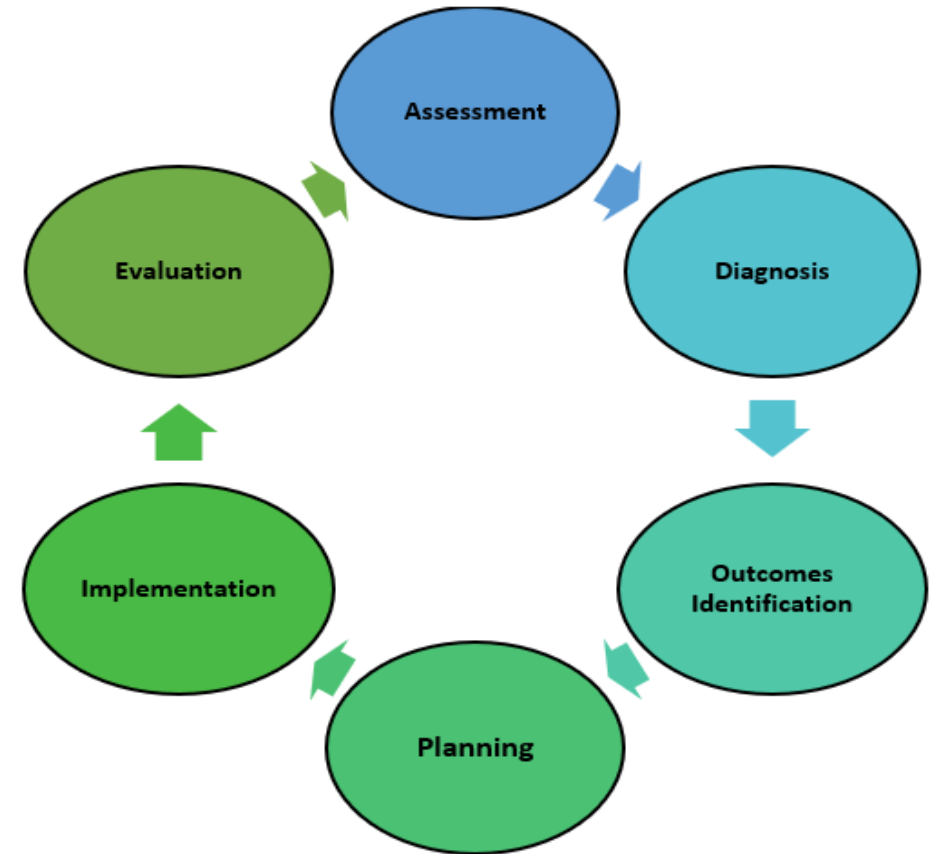 Assessment
Diagnosis
Outcomes
Identification
Planning
Implementation
Evaluation